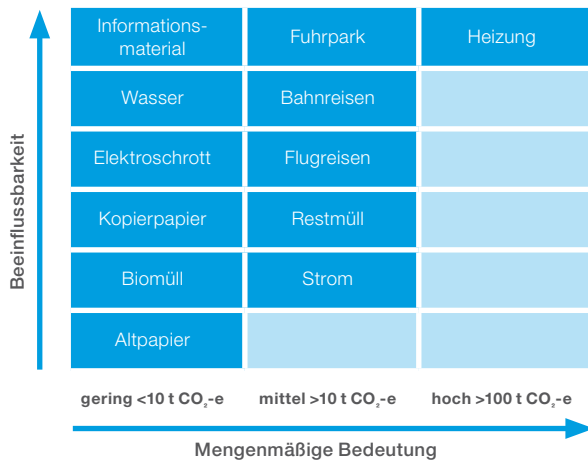 Beeinflussbarkeit
Informations-
material
Fuhrpark
Heizung
Wasser
Bahnreisen
Elektroschrott
Flugreisen
Kopierpapier
Restmüll
Biomüll
Strom
Altpapier
gering <10 t CO₂-e
mittel >10 t CO₂-e
hoch >100 t CO₂-e
Mengenmäßige Bedeutung